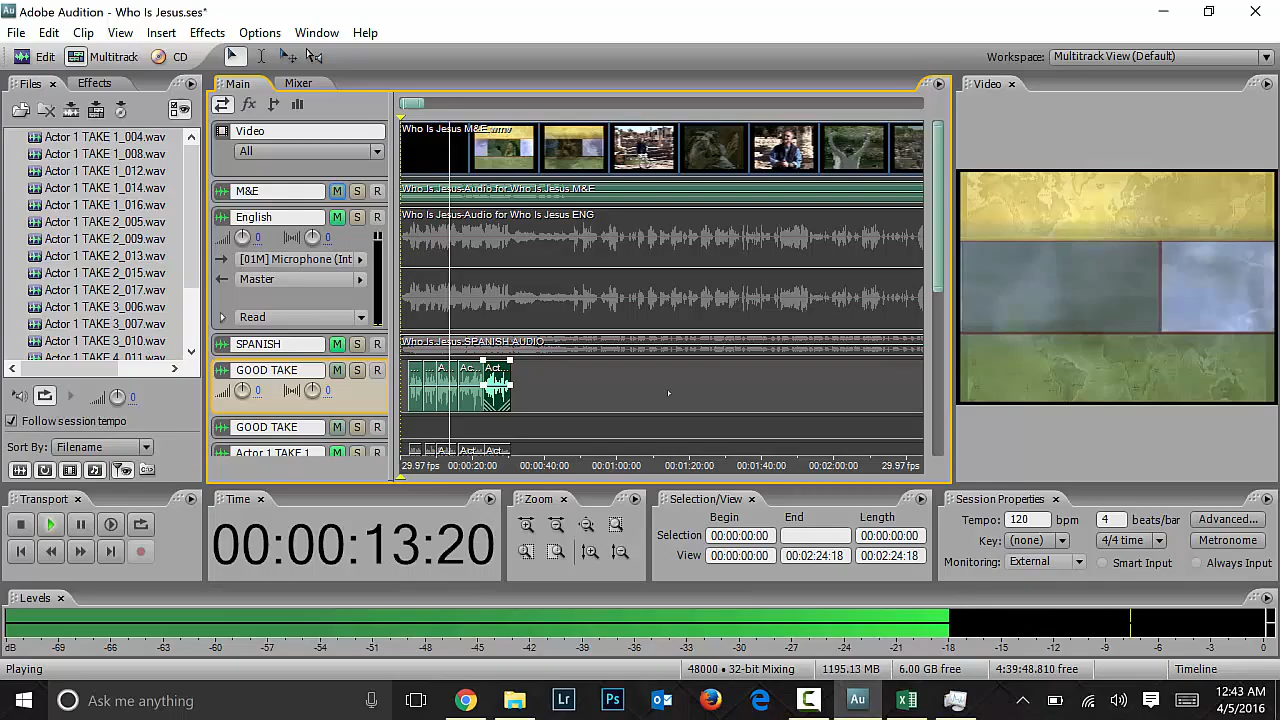 Au Adobe Audition - Who Is Jesus.ses*
File Edit Clip View Insert Effects Options Window Help
Edit Multitrack CD
Workspace: Multitrack View (Default)
Files Effects
Actor 1 TAKE 1_004.wav
Actor 1 TAKE 1_008.wav
Actor 1 TAKE 1_012.wav
Actor 1 TAKE 1_014.wav
Actor 1 TAKE 1_016.wav
Actor 1 TAKE 2_005.wav
Actor 1 TAKE 2_009.wav
Actor 1 TAKE 2_013.wav
Actor 1 TAKE 2_015.wav
Actor 1 TAKE 2_017.wav
Actor 1 TAKE 3_006.wav
Actor 1 TAKE 3_007.wav
Actor 1 TAKE 3_010.wav
Actor 1 TAKE 4_011.wav
0
Follow session tempo
Sort By: Filename
Main Mixer
fx
Video
All
M&E M S R
English M S R
0 0
[01M] Microphone (Int
Master
Read
SPANISH M S R
GOOD TAKE M S R
0 0
GOOD TAKE M S R
Actor 1 TAKE 1 M S R
Who Is Jesus M&E.wmv
Who Is Jesus-Audio for Who Is Jesus M&E
Who Is Jesus-Audio for Who Is Jesus ENG
Who Is Jesus.SPANISH AUDIO
... ... A... Ac... Act...
A... Act... Act...
29.97 fps 00:00:20:00 00:00:40:00 00:01:00:00 00:01:20:00 00:01:40:00 00:02:00:00 29.97 fps
Video
Transport
Time
00:00:13:20
Zoom
Selection/View
Begin End Length
Selection 00:00:00:00 00:00:00:00
View 00:00:00:00 00:02:24:18 00:02:24:18
Session Properties
Tempo: 120 bpm 4 beats/bar Advanced...
Key: (none) 4/4 time Metronome
Monitoring: External Smart Input Always Input
Levels
dB -69 -66 -63 -60 -57 -54 -51 -48 -45 -42 -39 -36 -33 -30 -27 -24 -21 -18 -15 -12 -9 -6 -3 0
Playing
48000 • 32-bit Mixing 1195.13 MB 6.00 GB free 4:39:48.810 free Timeline
Ask me anything
Lr Ps Au
12:43 AM
4/5/2016